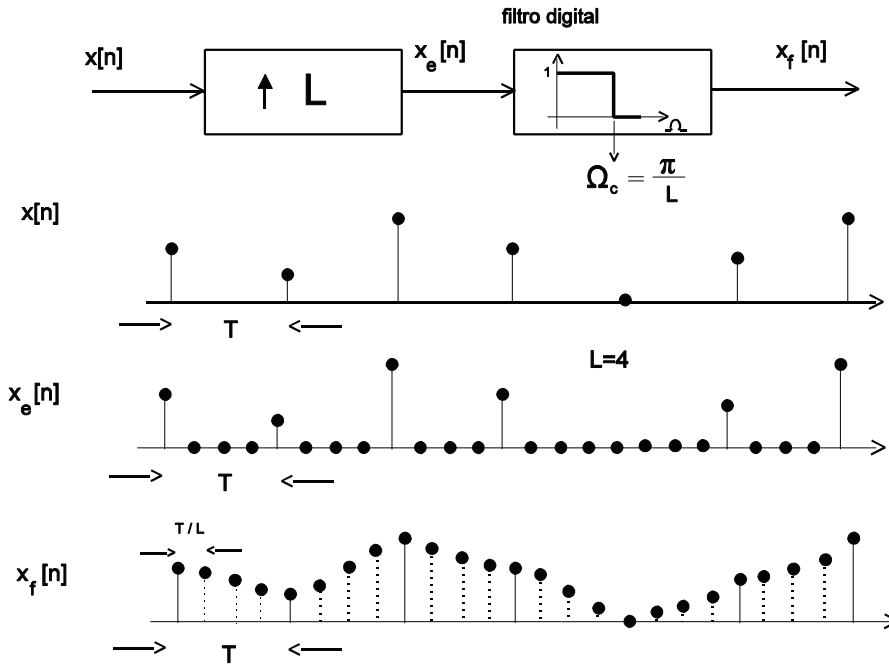 filtro digital
x[n]
↑ L
x_e[n]
1
Ω
x_f[n]
Ω_c = π/L
x[n]
T
L=4
x_e[n]
T
T / L
x_f[n]
T